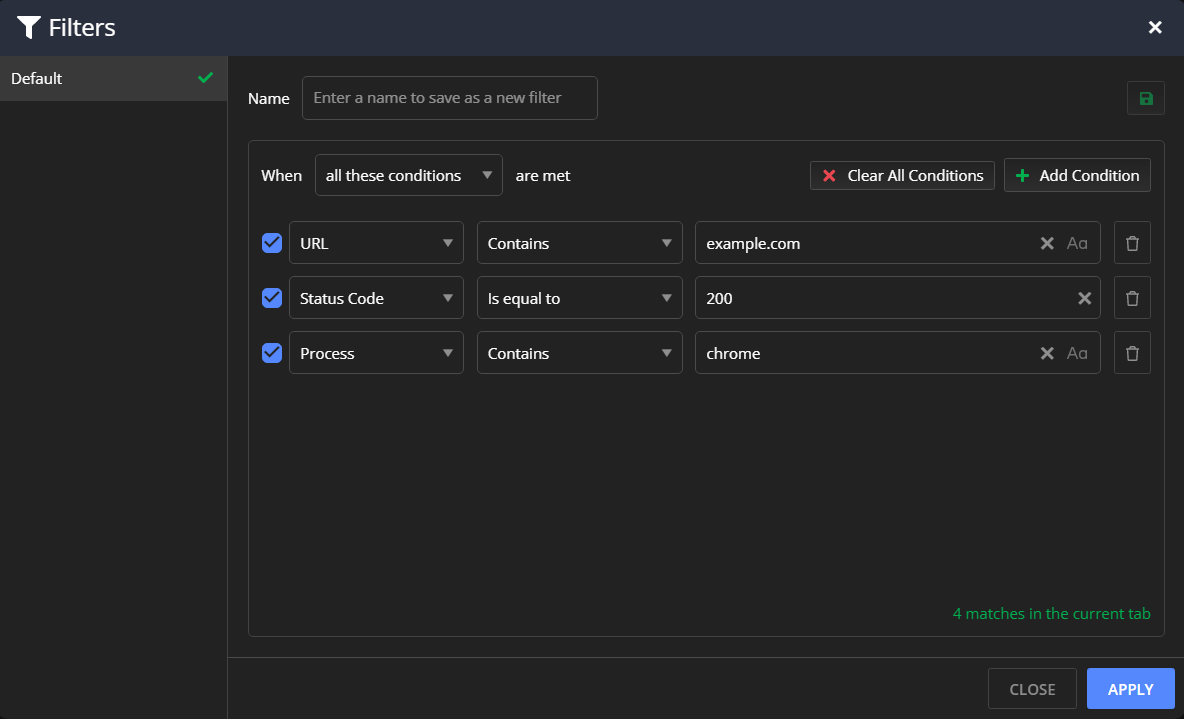 Filters
Default
Name Enter a name to save as a new filter
When all these conditions are met Clear All Conditions Add Condition
URL Contains example.com Aa
Status Code Is equal to 200
Process Contains chrome Aa
4 matches in the current tab
CLOSE APPLY